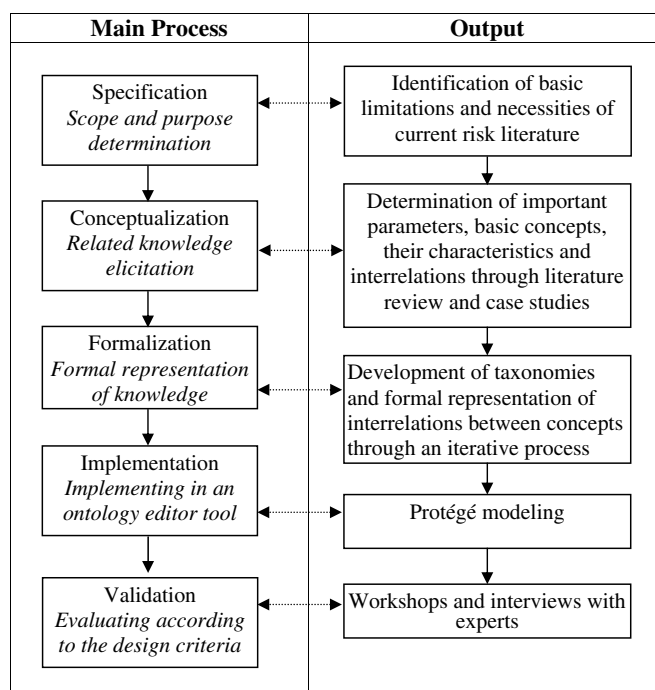 Main Process
Output
Specification
Scope and purpose
determination
Identification of basic
limitations and necessities of
current risk literature
Conceptualization
Related knowledge
elicitation
Determination of important
parameters, basic concepts,
their characteristics and
interrelations through literature
review and case studies
Formalization
Formal representation
of knowledge
Development of taxonomies
and formal representation of
interrelations between concepts
through an iterative process
Implementation
Implementing in an
ontology editor tool
Protégé modeling
Validation
Evaluating according
to the design criteria
Workshops and interviews with
experts